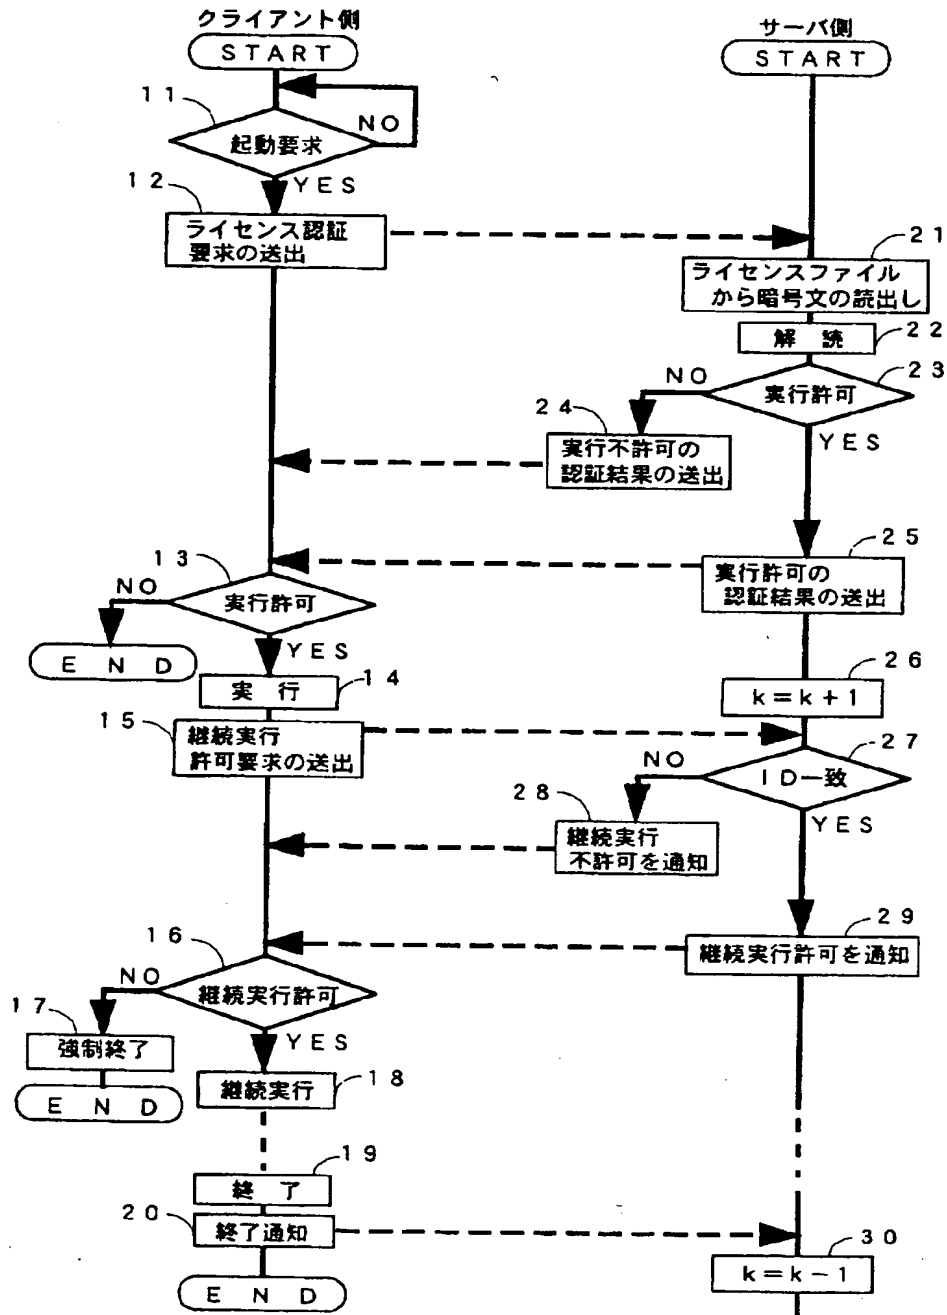 クライアント側
サーバ側
START
START
11
起動要求
NO
YES
12
ライセンス認証
要求の送出
21
ライセンスファイル
から暗号文の読出し
22
解 読
23
実行許可
NO
YES
24
実行不許可の
認証結果の送出
25
実行許可の
認証結果の送出
13
実行許可
NO
END
YES
14
実 行
26
k=k+1
15
継続実行
許可要求の送出
27
ID一致
NO
YES
28
継続実行
不許可を通知
29
継続実行許可を通知
16
継続実行許可
NO
17
強制終了
END
YES
18
継続実行
19
終 了
20
終了通知
END
30
k=k-1